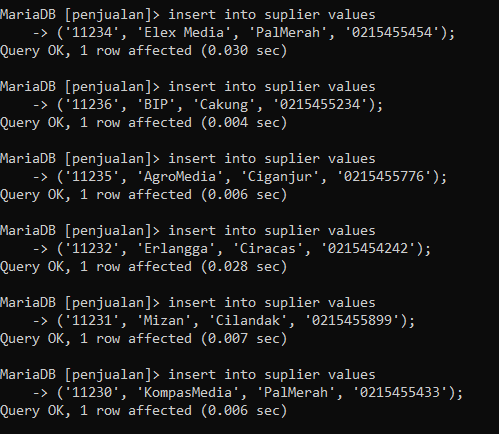 MariaDB [penjualan]> insert into suplier values
    -> ('11234', 'Elex Media', 'PalMerah', '0215455454');
Query OK, 1 row affected (0.030 sec)
MariaDB [penjualan]> insert into suplier values
    -> ('11236', 'BIP', 'Cakung', '0215455234');
Query OK, 1 row affected (0.004 sec)
MariaDB [penjualan]> insert into suplier values
    -> ('11235', 'AgroMedia', 'Ciganjur', '0215455776');
Query OK, 1 row affected (0.006 sec)
MariaDB [penjualan]> insert into suplier values
    -> ('11232', 'Erlangga', 'Ciracas', '0215454242');
Query OK, 1 row affected (0.028 sec)
MariaDB [penjualan]> insert into suplier values
    -> ('11231', 'Mizan', 'Cilandak', '0215455899');
Query OK, 1 row affected (0.007 sec)
MariaDB [penjualan]> insert into suplier values
    -> ('11230', 'KompasMedia', 'PalMerah', '0215455433');
Query OK, 1 row affected (0.006 sec)